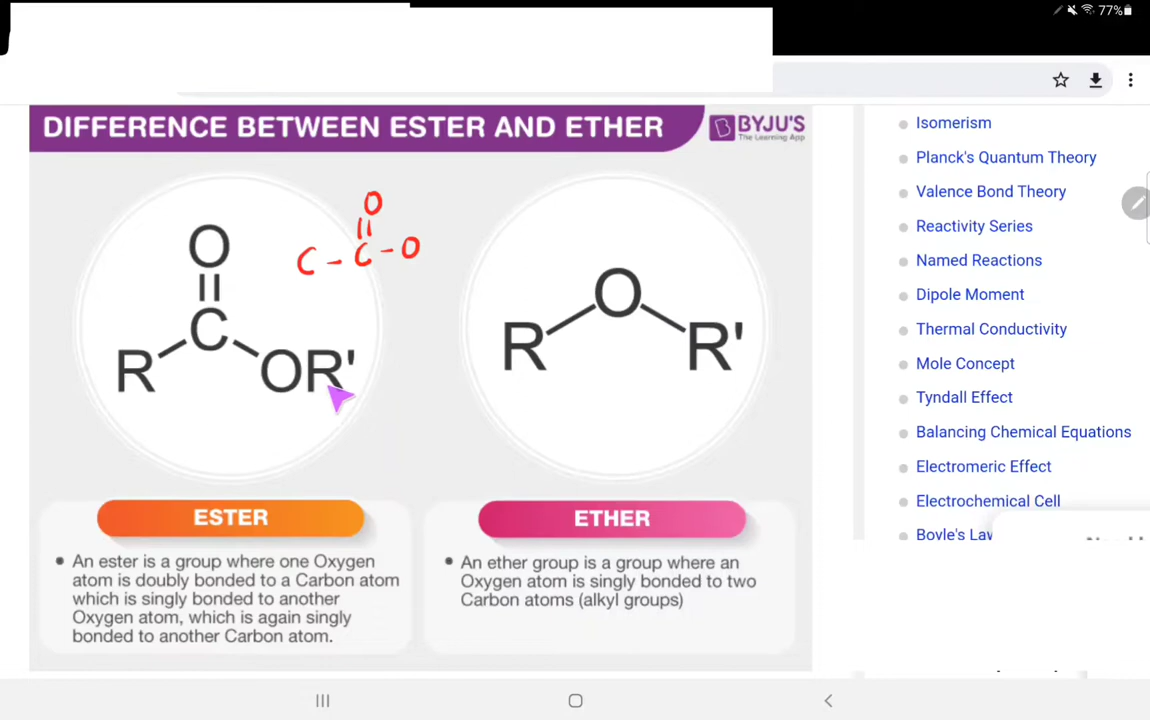 77%
DIFFERENCE BETWEEN ESTER AND ETHER
BYJU'S
The Learning App
O
C
R
OR'
O
C - C - O
O
R
R'
ESTER
An ester is a group where one Oxygen
atom is doubly bonded to a Carbon atom
which is singly bonded to another
Oxygen atom, which is again singly
bonded to another Carbon atom.
ETHER
An ether group is a group where an
Oxygen atom is singly bonded to two
Carbon atoms (alkyl groups)
Isomerism
Planck's Quantum Theory
Valence Bond Theory
Reactivity Series
Named Reactions
Dipole Moment
Thermal Conductivity
Mole Concept
Tyndall Effect
Balancing Chemical Equations
Electromeric Effect
Electrochemical Cell
Boyle's